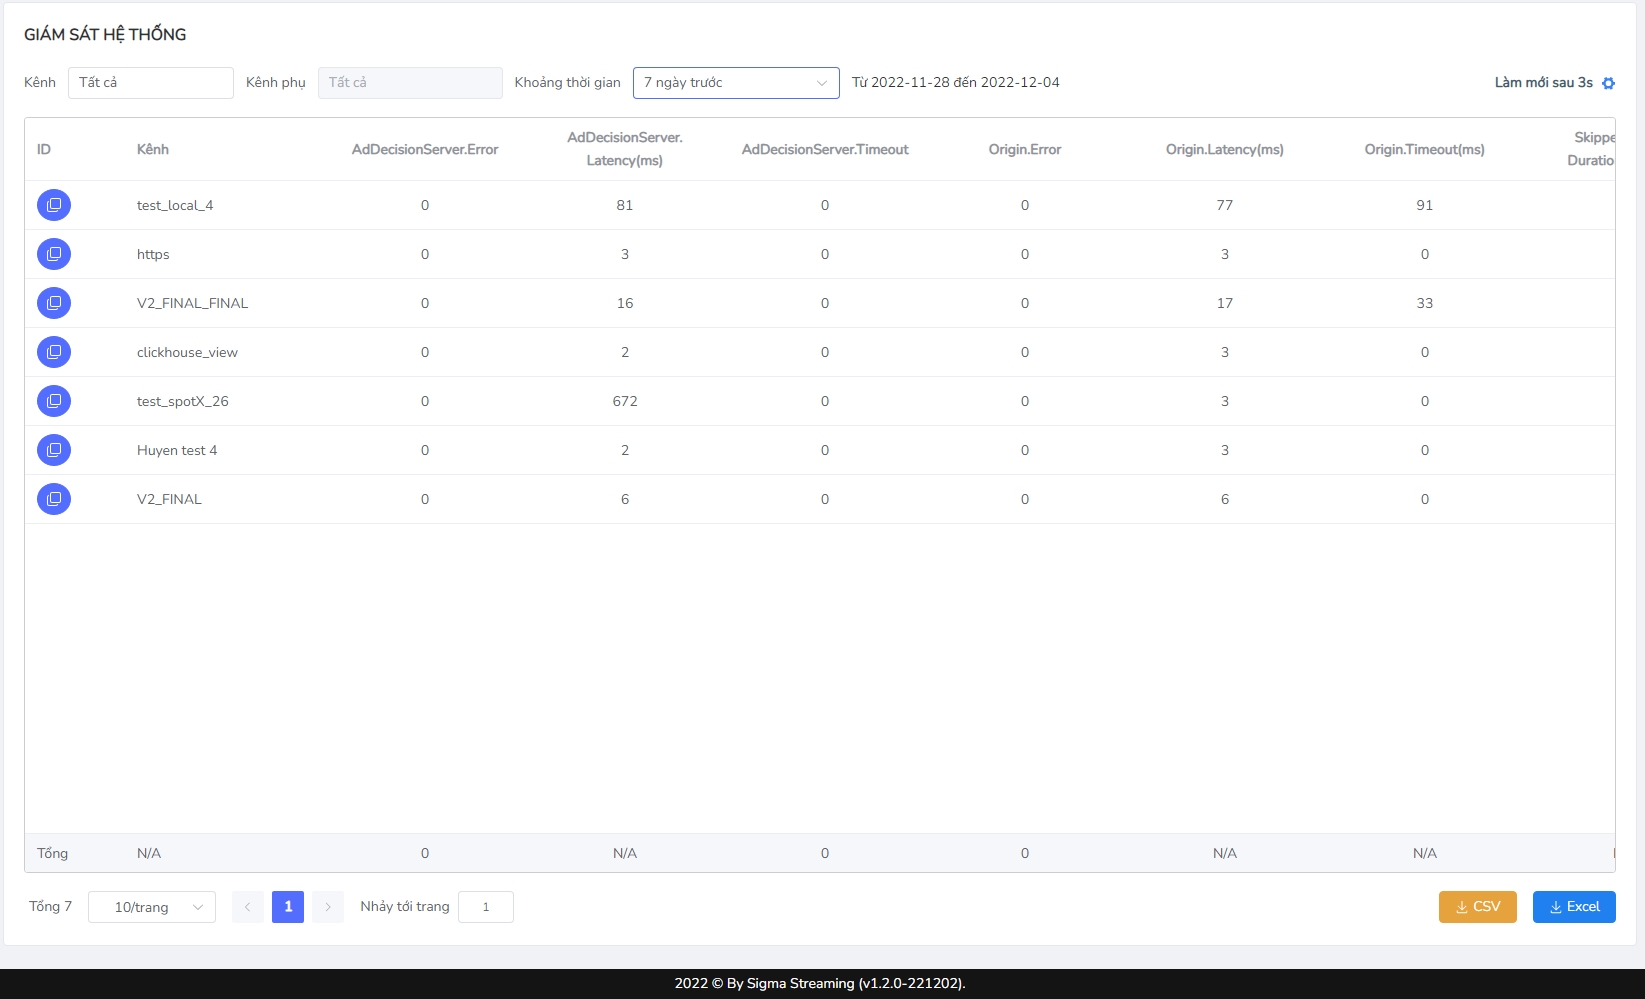 GIÁM SÁT HỆ THỐNG
Kênh Tất cả Kênh phụ Tất cả Khoảng thời gian 7 ngày trước Từ 2022-11-28 đến 2022-12-04 Làm mới sau 3s
ID Kênh AdDecisionServer.Error AdDecisionServer.Latency(ms) AdDecisionServer.Timeout Origin.Error Origin.Latency(ms) Origin.Timeout(ms)
test_local_4 0 81 0 0 77 91
https 0 3 0 0 3 0
V2_FINAL_FINAL 0 16 0 0 17 33
clickhouse_view 0 2 0 0 3 0
test_spotX_26 0 672 0 0 3 0
Huyen test 4 0 2 0 0 3 0
V2_FINAL 0 6 0 0 6 0
Tổng N/A 0 N/A 0 0 N/A N/A
Tổng 7 10/trang 1 Nhảy tới trang 1 CSV Excel
2022 © By Sigma Streaming (v1.2.0-221202).